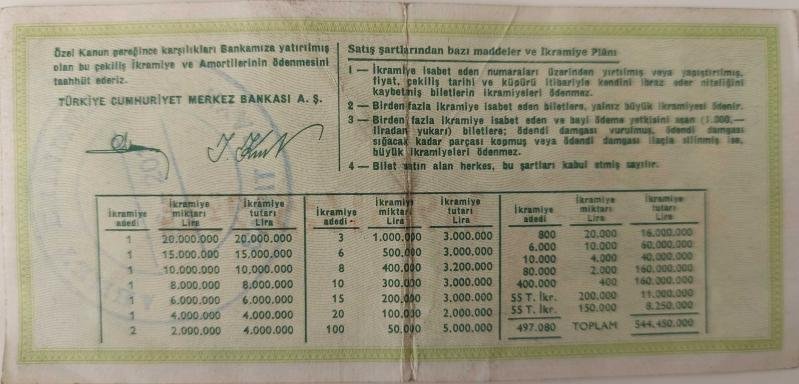 Özel Kanun gereğince karşılıkları Bankamıza yatırılmış
olan bu çekiliş İkramiye ve Amortilerinin ödenmesini
taahhüt ederiz.
TÜRKİYE CUMHURİYET MERKEZ BANKASI A. Ş.
Satış şartlarından bazı maddeler ve İkramiye Plânı
1 — İkramiye isabet eden numaraları üzerinden yırtılmış veya yapıştırılmış,
fiyat, çekiliş tarihi ve küpürü itibariyle kendini ibraz eder niteliğini
kaybetmiş biletlerin ikramiyeleri ödenmez.
2 — Birden fazla ikramiye isabet eden biletlere, yalnız büyük ikramiyesi ödenir.
3 — Birden fazla ikramiye isabet eden ve bayi ödeme yetkisini aşan (1.000,—
liradan yukarı) biletlere; ödendi damgası vurulmuş, ödendi damgası
sığacak kadar parçası kopmuş veya ödendi damgası ilaçla silinmiş ise,
büyük ikramiyeleri ödenmez.
4 — Bilet satın alan herkes, bu şartları kabul etmiş sayılır.
İkramiye adedi İkramiye miktarı Lira İkramiye tutarı Lira
1 20.000.000 20.000.000
1 15.000.000 15.000.000
1 10.000.000 10.000.000
1 8.000.000 8.000.000
1 6.000.000 6.000.000
1 4.000.000 4.000.000
2 2.000.000 4.000.000
İkramiye adedi İkramiye miktarı Lira İkramiye tutarı Lira
3 1.000.000 3.000.000
6 500.000 3.000.000
8 400.000 3.200.000
10 300.000 3.000.000
15 200.000 3.000.000
20 100.000 2.000.000
100 50.000 5.000.000
İkramiye adedi İkramiye miktarı Lira İkramiye tutarı Lira
800 20.000 16.000.000
6.000 10.000 60.000.000
10.000 4.000 40.000.000
80.000 2.000 160.000.000
400.000 400 160.000.000
55 T. İkr. 200.000 11.000.000
55 T. İkr. 150.000 8.250.000
497.080 TOPLAM 544.450.000